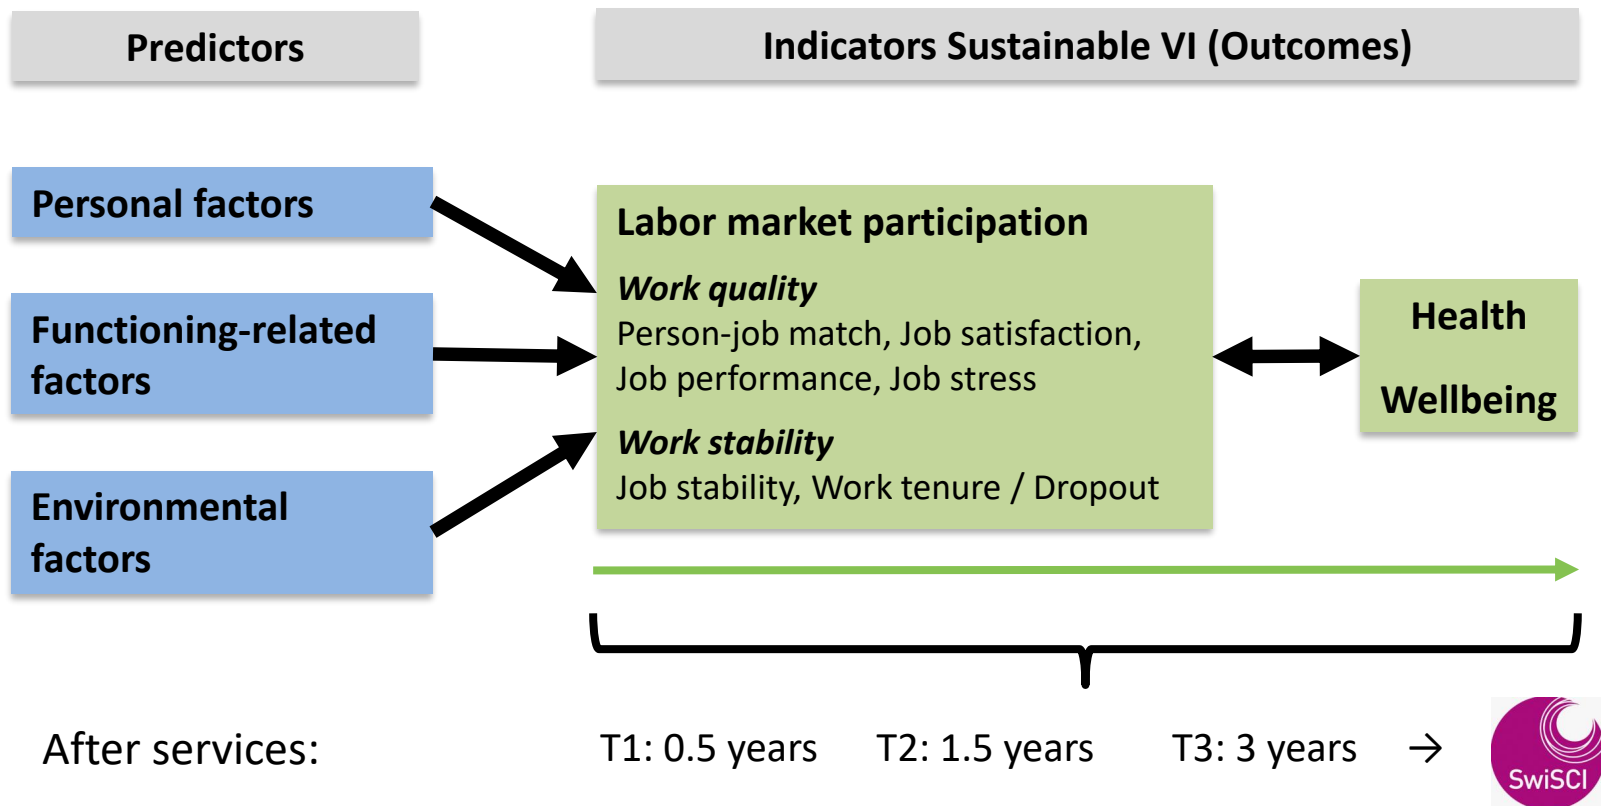 Predictors
Indicators Sustainable VI (Outcomes)
Personal factors
Functioning-related
factors
Environmental
factors
Labor market participation
Work quality
Person-job match, Job satisfaction,
Job performance, Job stress
Work stability
Job stability, Work tenure / Dropout
Health
Wellbeing
After services:
T1: 0.5 years
T2: 1.5 years
T3: 3 years
→
SwiSCI